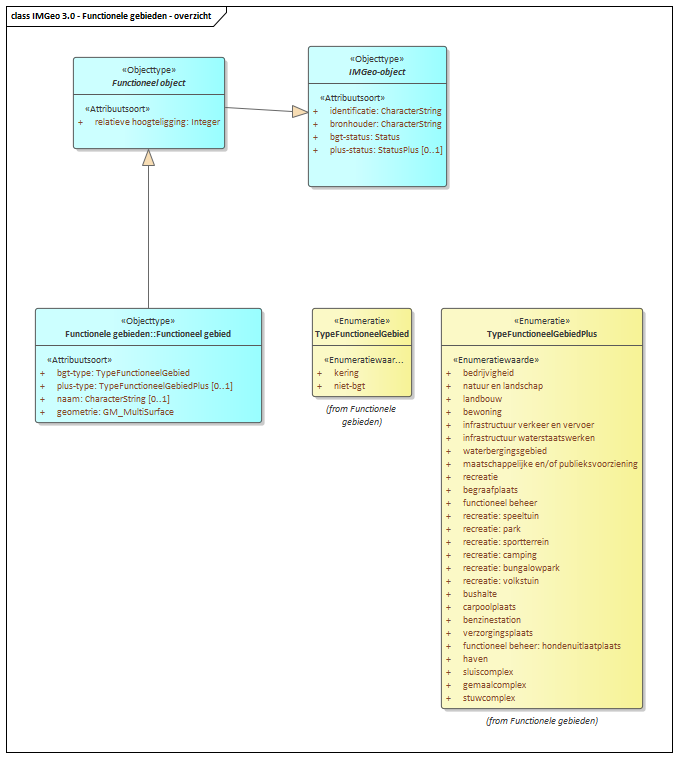 class IMGeo 3.0 - Functionele gebieden - overzicht
«Objecttype»
Functioneel object
«Attribuutsoort»
+ relatieve hoogteligging: Integer
«Objecttype»
IMGeo-object
«Attribuutsoort»
+ identificatie: CharacterString
+ bronhouder: CharacterString
+ bgt-status: Status
+ plus-status: StatusPlus [0..1]
«Objecttype»
Functionele gebieden::Functioneel gebied
«Attribuutsoort»
+ bgt-type: TypeFunctioneelGebied
+ plus-type: TypeFunctioneelGebiedPlus [0..1]
+ naam: CharacterString [0..1]
+ geometrie: GM_MultiSurface
«Enumeratie»
TypeFunctioneelGebied
«Enumeratiewaar...
+ kering
+ niet-bgt
(from Functionele
gebieden)
«Enumeratie»
TypeFunctioneelGebiedPlus
«Enumeratiewaarde»
+ bedrijvigheid
+ natuur en landschap
+ landbouw
+ bewoning
+ infrastructuur verkeer en vervoer
+ infrastructuur waterstaatswerken
+ waterbergingsgebied
+ maatschappelijke en/of publieksvoorziening
+ recreatie
+ begraafplaats
+ functioneel beheer
+ recreatie: speeltuin
+ recreatie: park
+ recreatie: sportterrein
+ recreatie: camping
+ recreatie: bungalowpark
+ recreatie: volkstuin
+ bushalte
+ carpoolplaats
+ benzinestation
+ verzorgingsplaats
+ functioneel beheer: hondenuitlaatplaats
+ haven
+ sluiscomplex
+ gemaalcomplex
+ stuwcomplex
(from Functionele gebieden)